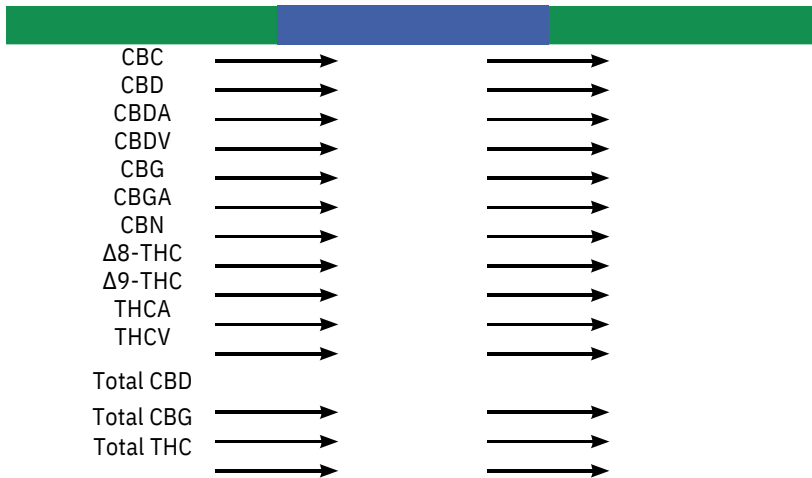 CBC
CBD
CBDA
CBDV
CBG
CBGA
CBN
Δ8-THC
Δ9-THC
THCA
THCV
Total CBD
Total CBG
Total THC